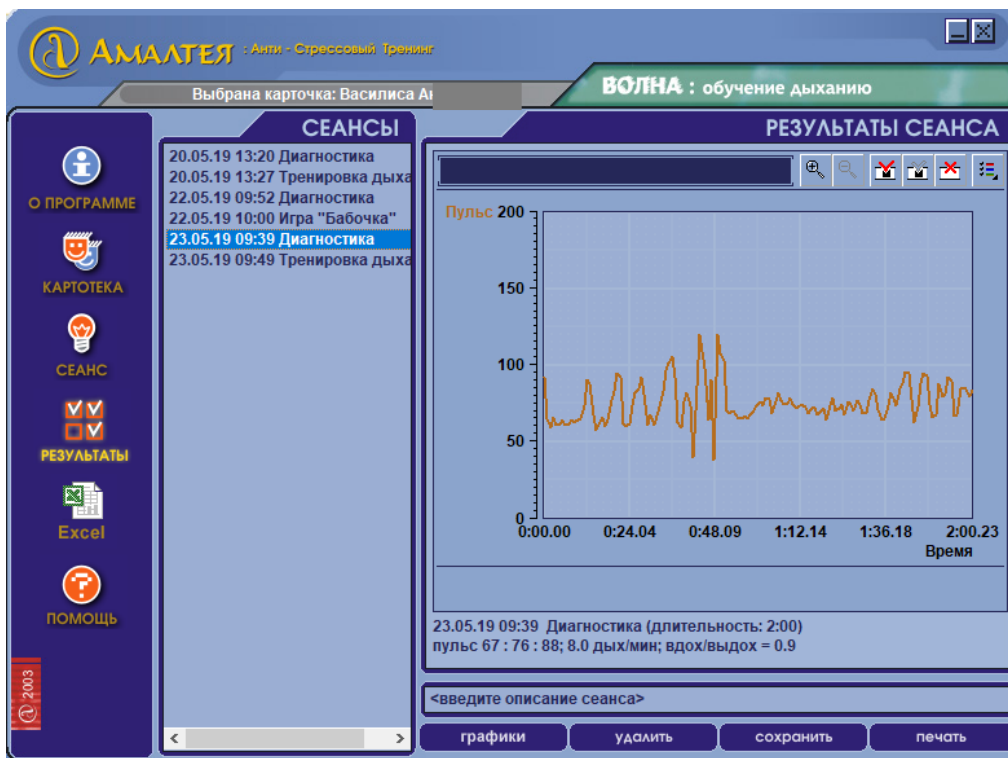 АМАЛТЕЯ : Анти - Стрессовый Тренинг
Выбрана карточка: Василиса
ВОЛНА : обучение дыханию
СЕАНСЫ
20.05.19 13:20 Диагностика
20.05.19 13:27 Тренировка дыха
22.05.19 09:52 Диагностика
22.05.19 10:00 Игра "Бабочка"
23.05.19 09:39 Диагностика
23.05.19 09:49 Тренировка дыха
РЕЗУЛЬТАТЫ СЕАНСА
О ПРОГРАММЕ
КАРТОТЕКА
СЕАНС
РЕЗУЛЬТАТЫ
Excel
ПОМОЩЬ
@ 2003
Пульс 200
150
100
50
0
0:00.00 0:24.04 0:48.09 1:12.14 1:36.18 2:00.23
Время
23.05.19 09:39 Диагностика (длительность: 2:00)
пульс 67 : 76 : 88; 8.0 дых/мин; вдох/выдох = 0.9
<введите описание сеанса>
графики удалить сохранить печать